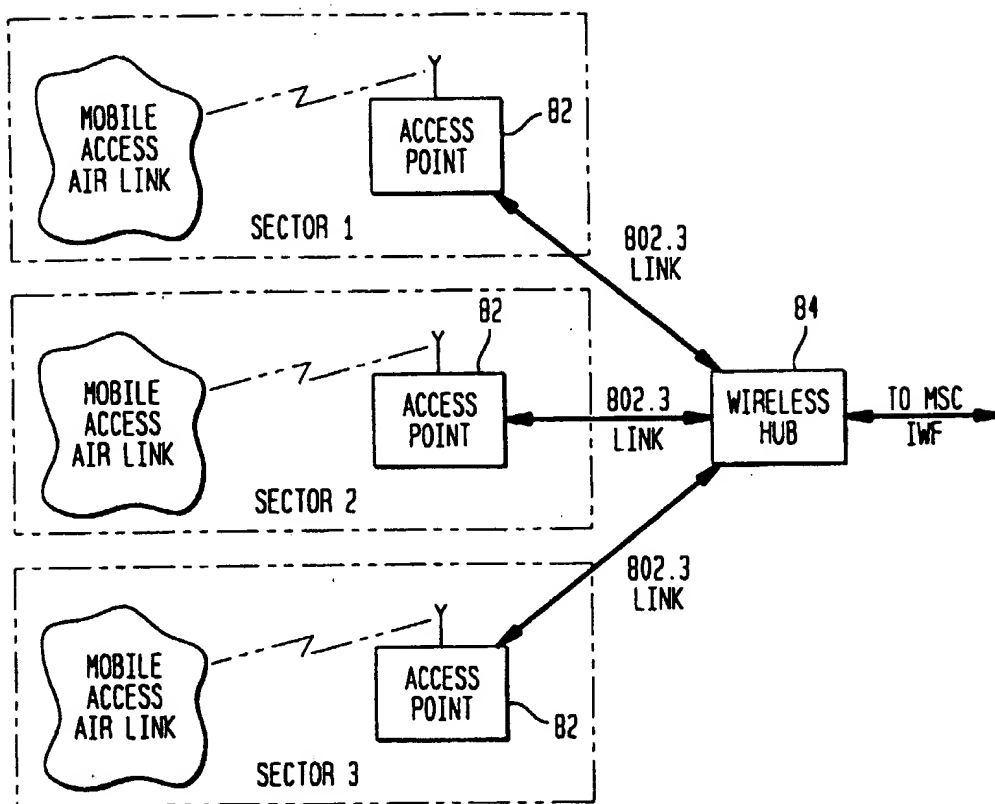 MOBILE
ACCESS
AIR LINK
ACCESS
POINT
82
SECTOR 1
802.3
LINK
MOBILE
ACCESS
AIR LINK
ACCESS
POINT
82
SECTOR 2
802.3
LINK
84
WIRELESS
HUB
TO MSC
IWF
MOBILE
ACCESS
AIR LINK
ACCESS
POINT
82
SECTOR 3
802.3
LINK